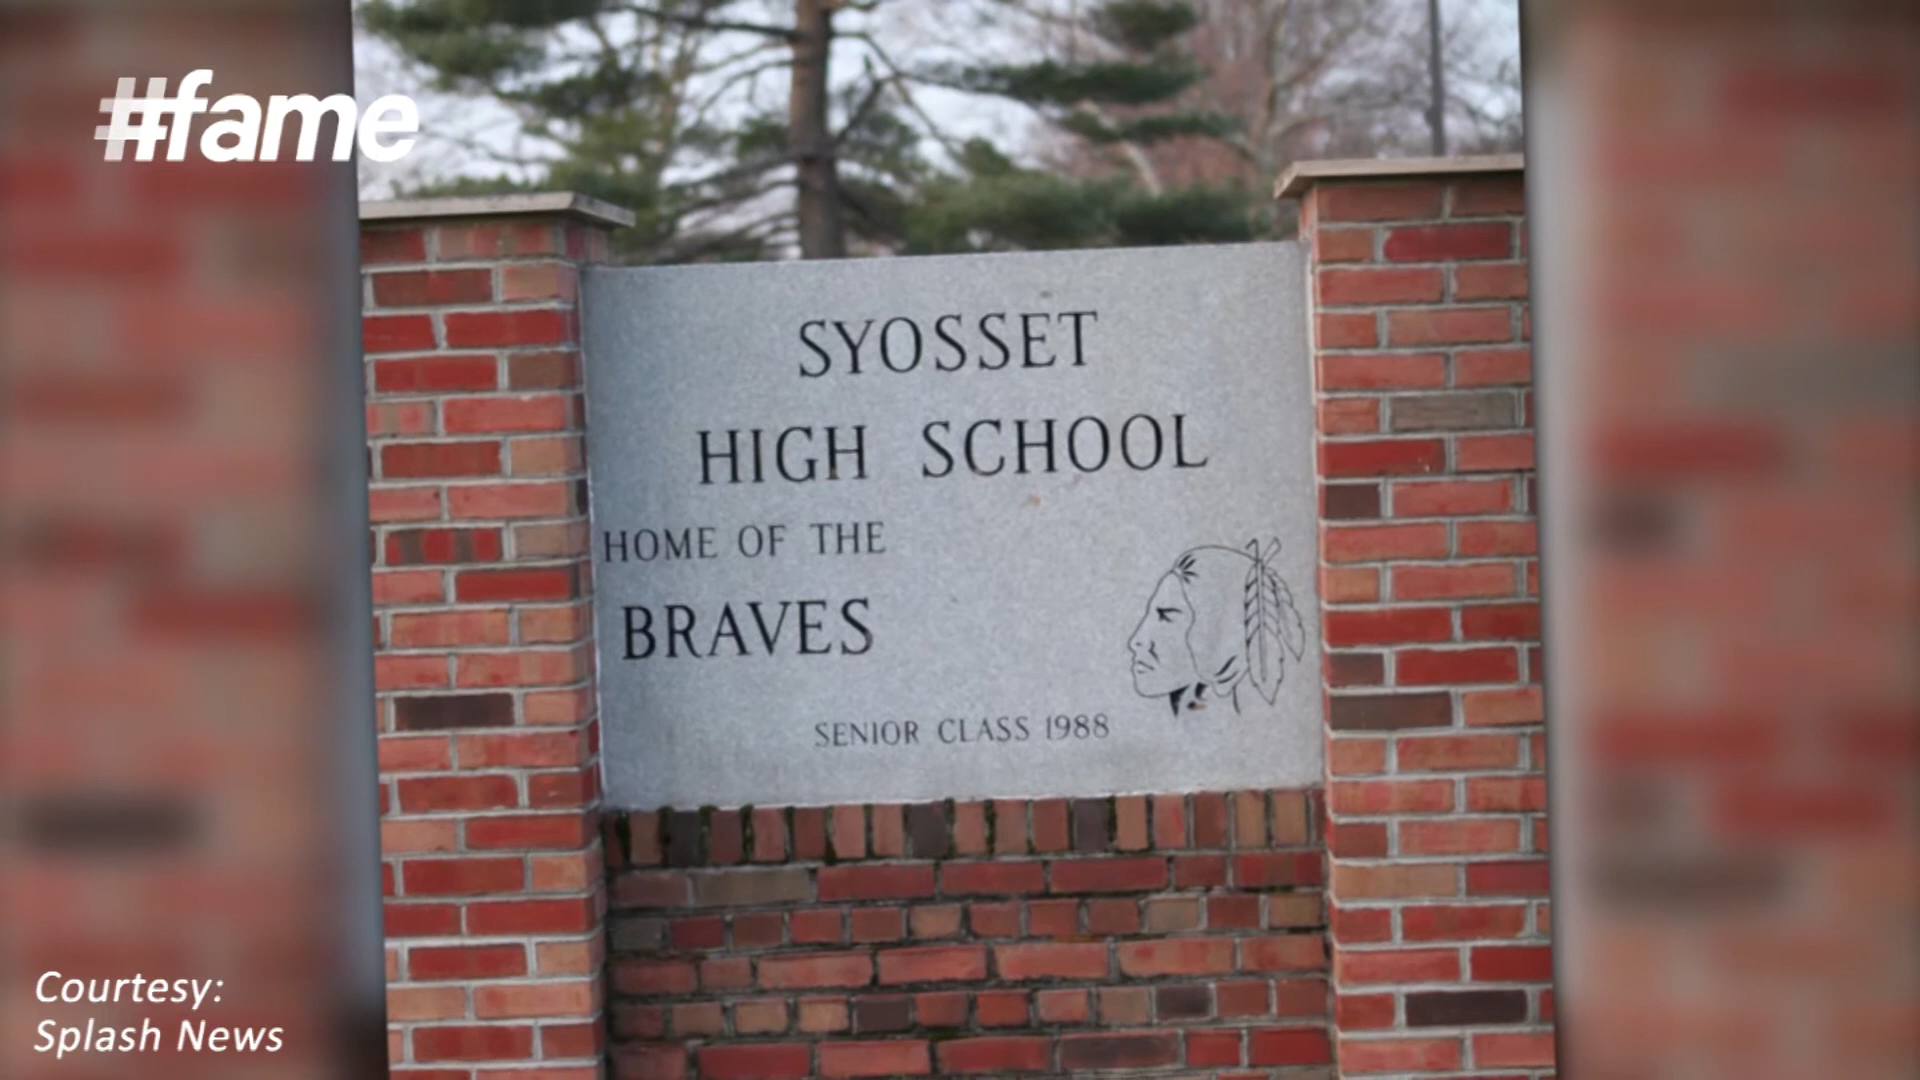 #fame
SYOSSET
HIGH SCHOOL
HOME OF THE
BRAVES
SENIOR CLASS 1988
Courtesy:
Splash News